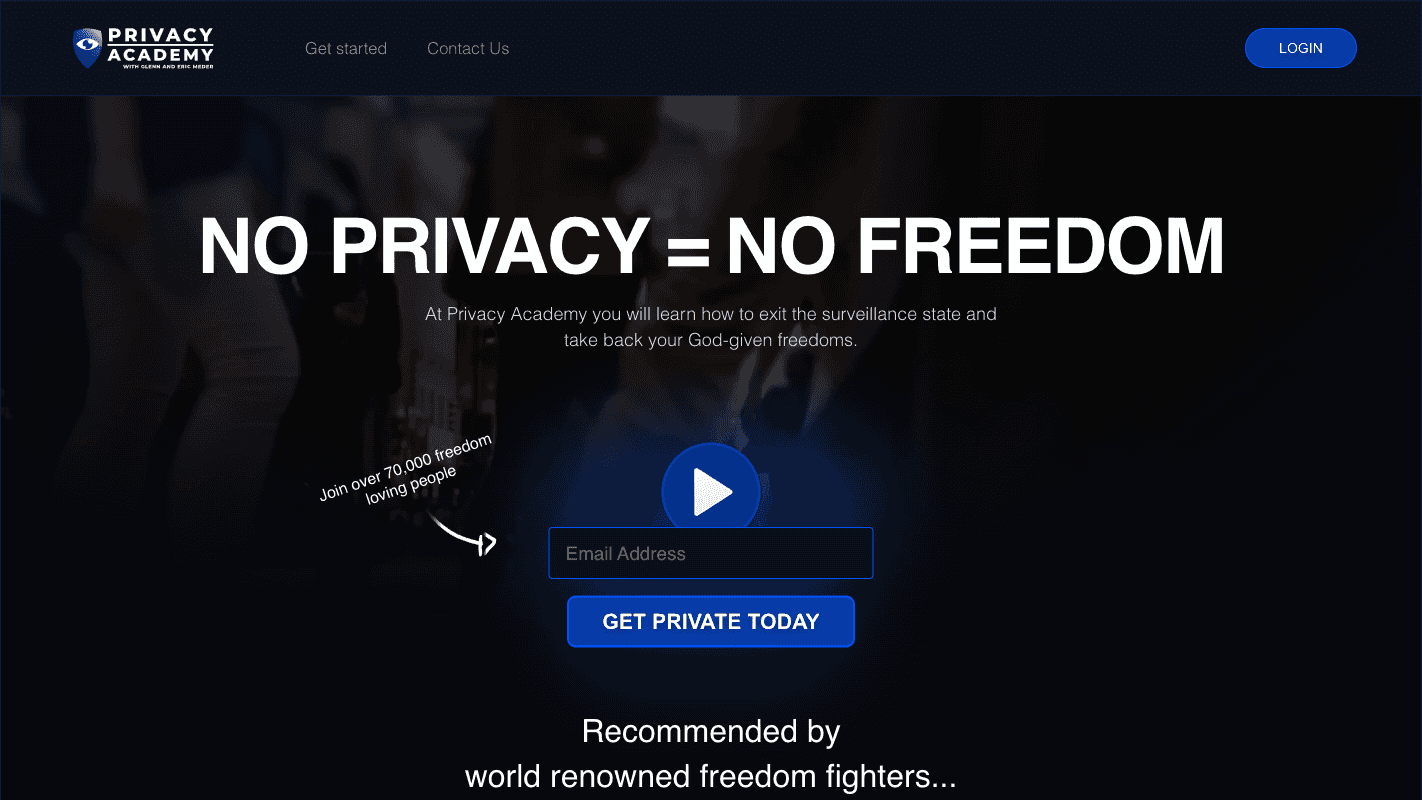 PRIVACY
ACADEMY
WITH GLENN AND ERIC MEDER
Get started
Contact Us
LOGIN
NO PRIVACY = NO FREEDOM
At Privacy Academy you will learn how to exit the surveillance state and
take back your God-given freedoms.
Join over 70,000 freedom
loving people
Email Address
GET PRIVATE TODAY
Recommended by
world renowned freedom fighters...